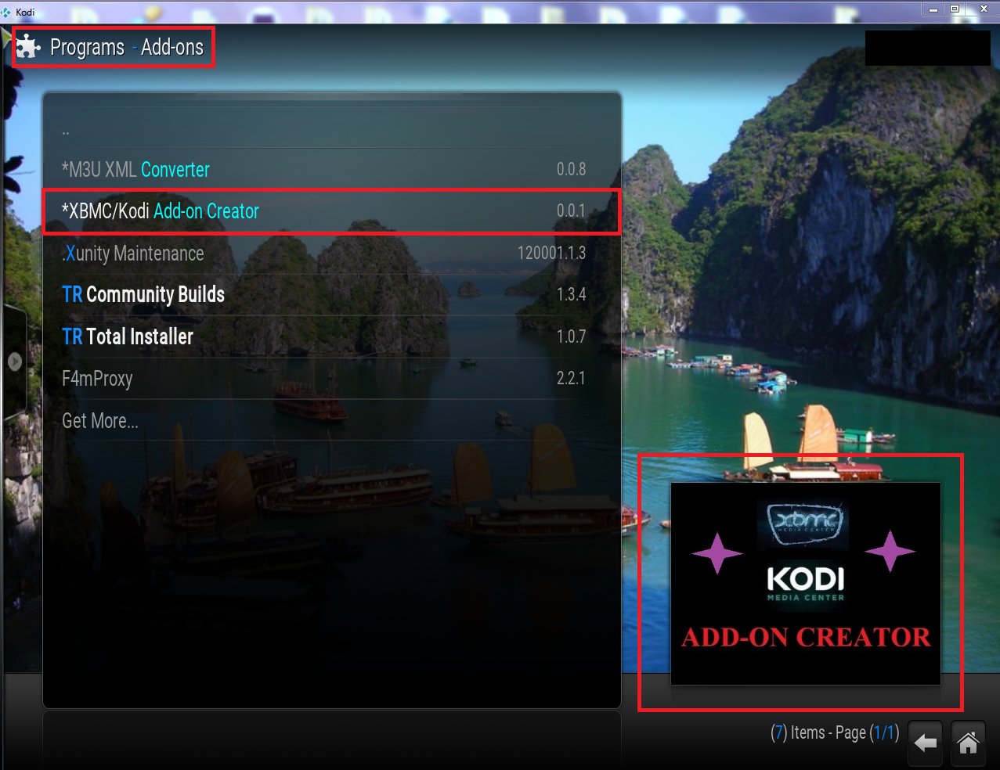 Kodi
Programs - Add-ons
..
*M3U XML Converter 0.0.8
*XBMC/Kodi Add-on Creator 0.0.1
.Xunity Maintenance 120001.1.3
TR Community Builds 1.3.4
TR Total Installer 1.0.7
F4mProxy 2.2.1
Get More...
xbmc
MEDIA CENTER
KODI
MEDIA CENTER
ADD-ON CREATOR
(7) Items - Page (1/1)